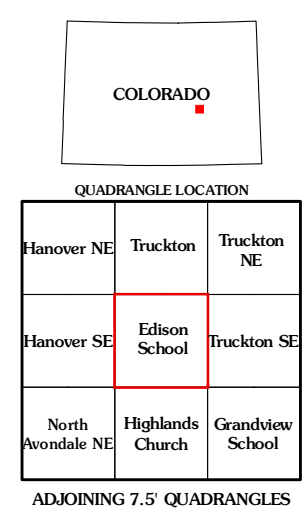 COLORADO
QUADRANGLE LOCATION
Hanover NE
Truckton
Truckton
NE
Hanover SE
Edison
School
Truckton SE
North
Avondale NE
Highlands
Church
Grandview
School
ADJOINING 7.5' QUADRANGLES